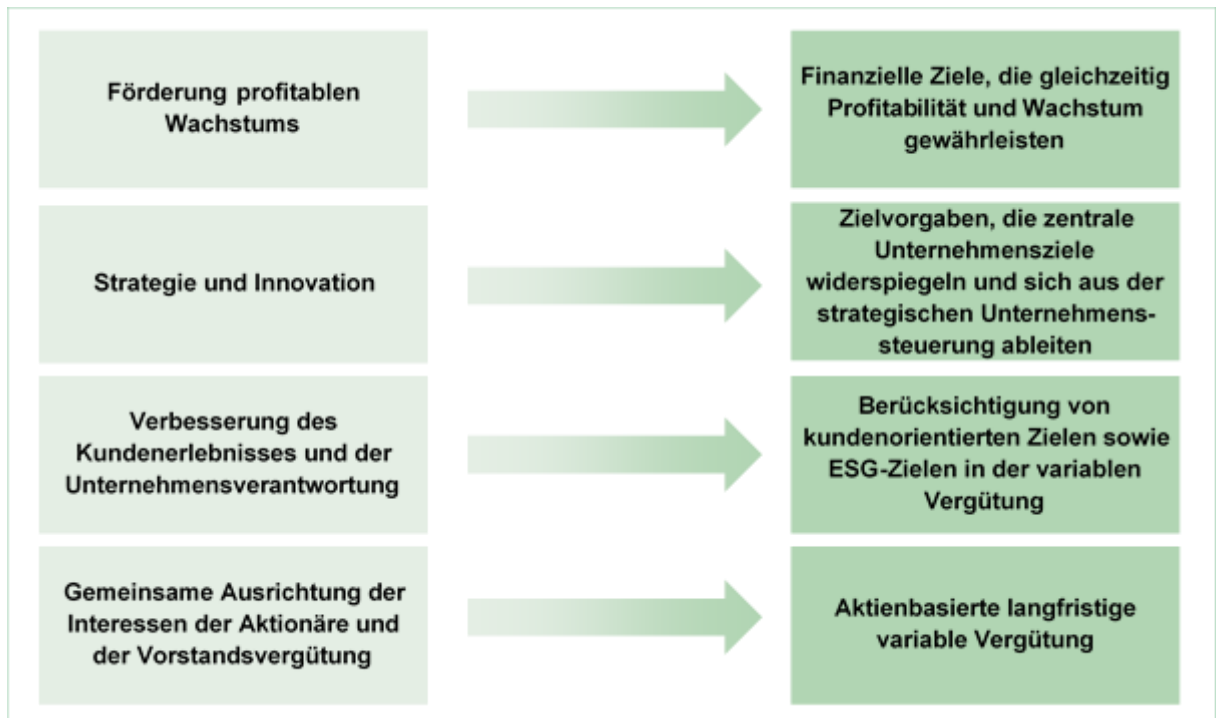 Förderung profitablen
Wachstums
Finanzielle Ziele, die gleichzeitig
Profitabilität und Wachstum
gewährleisten
Strategie und Innovation
Zielvorgaben, die zentrale
Unternehmensziele
widerspiegeln und sich aus der
strategischen Unternehmens-
steuerung ableiten
Verbesserung des
Kundenerlebnisses und der
Unternehmensverantwortung
Berücksichtigung von
kundenorientierten Zielen sowie
ESG-Zielen in der variablen
Vergütung
Gemeinsame Ausrichtung der
Interessen der Aktionäre und
der Vorstandsvergütung
Aktienbasierte langfristige
variable Vergütung